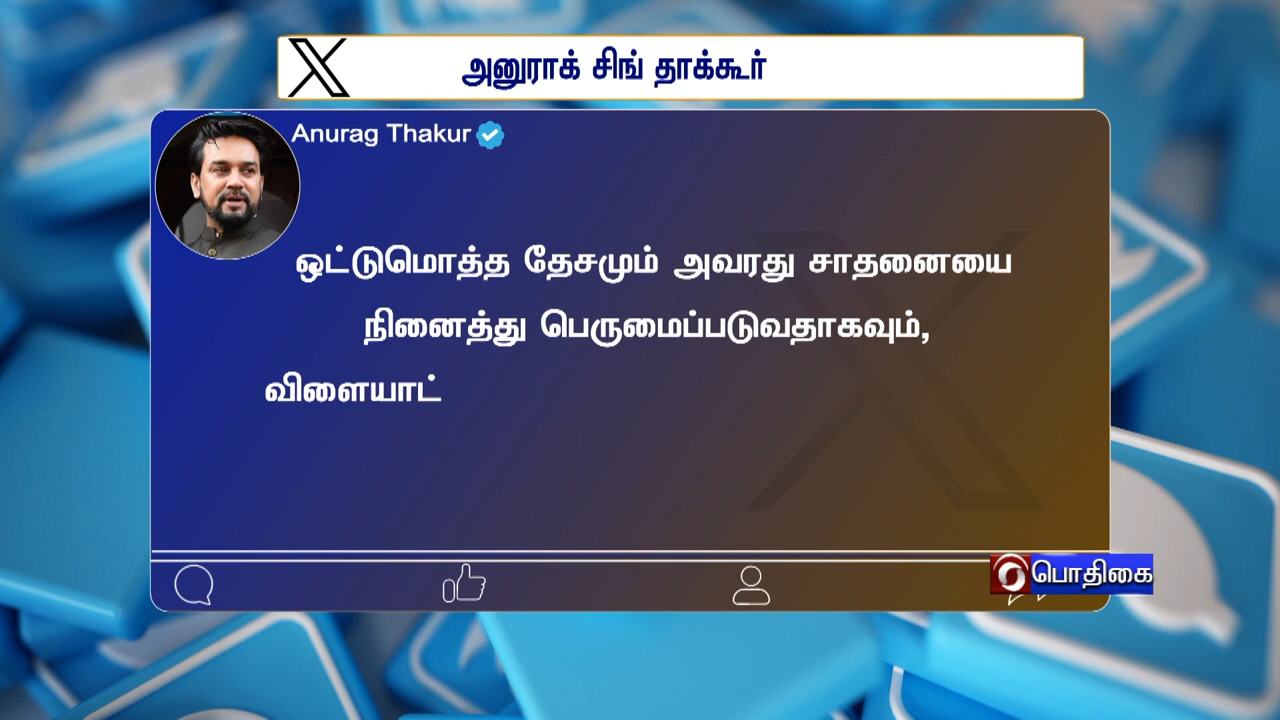 அனுராக் சிங் தாக்கூர்
Anurag Thakur
ஒட்டுமொத்த தேசமும் அவரது சாதனையை
நினைத்து பெருமைப்படுவதாகவும்,
விளையாட்
பொதிகை